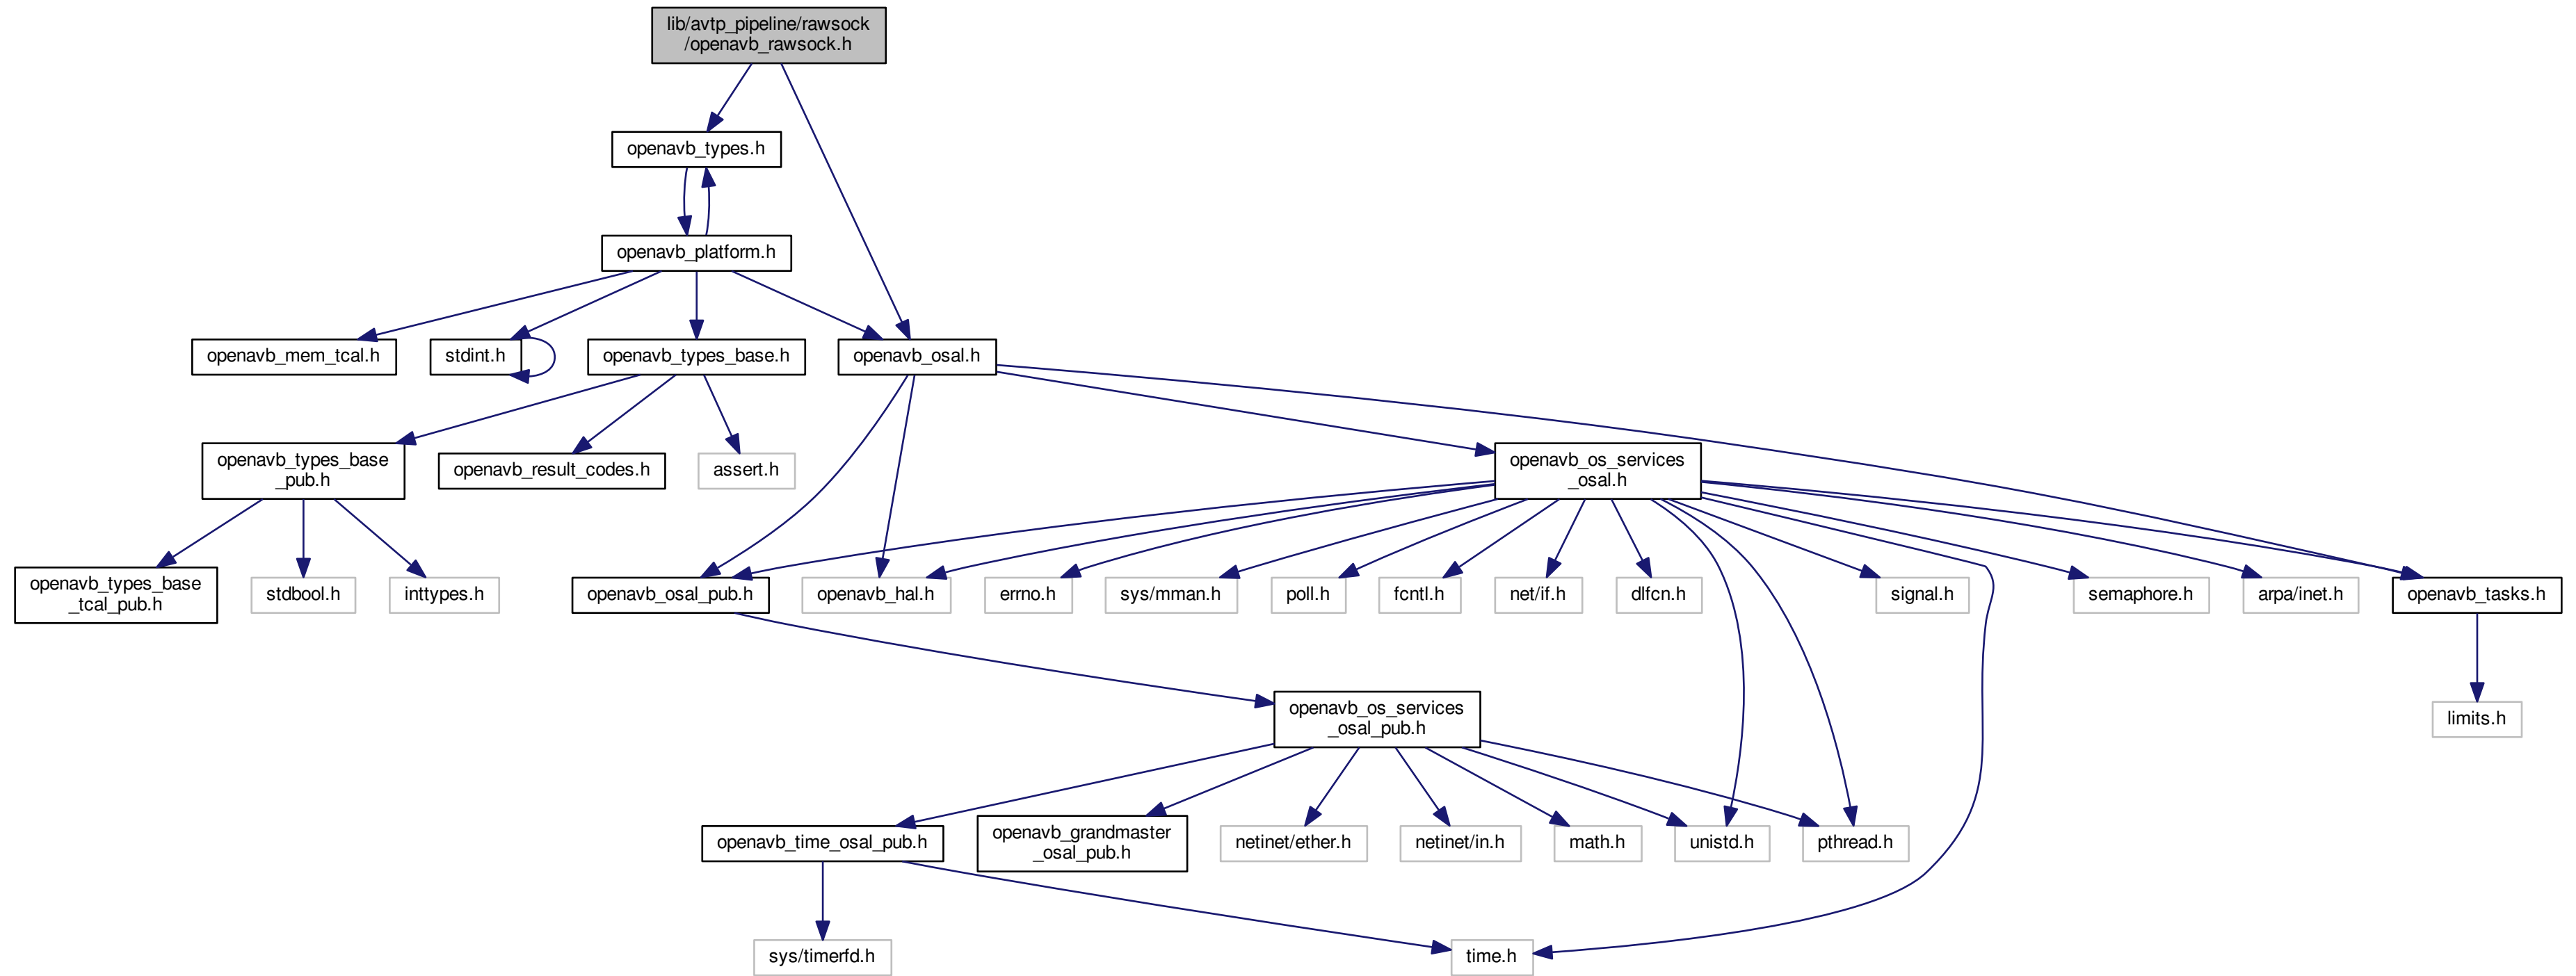 lib/avtp_pipeline/rawsock
/openavb_rawsock.h
openavb_types.h
openavb_platform.h
openavb_mem_tcal.h
stdint.h
openavb_types_base.h
openavb_osal.h
openavb_types_base
_pub.h
openavb_result_codes.h
assert.h
openavb_os_services
_osal.h
openavb_types_base
_tcal_pub.h
stdbool.h
inttypes.h
openavb_osal_pub.h
openavb_hal.h
errno.h
sys/mman.h
poll.h
fcntl.h
net/if.h
dlfcn.h
signal.h
semaphore.h
arpa/inet.h
openavb_tasks.h
openavb_os_services
_osal_pub.h
limits.h
openavb_time_osal_pub.h
openavb_grandmaster
_osal_pub.h
netinet/ether.h
netinet/in.h
math.h
unistd.h
pthread.h
sys/timerfd.h
time.h